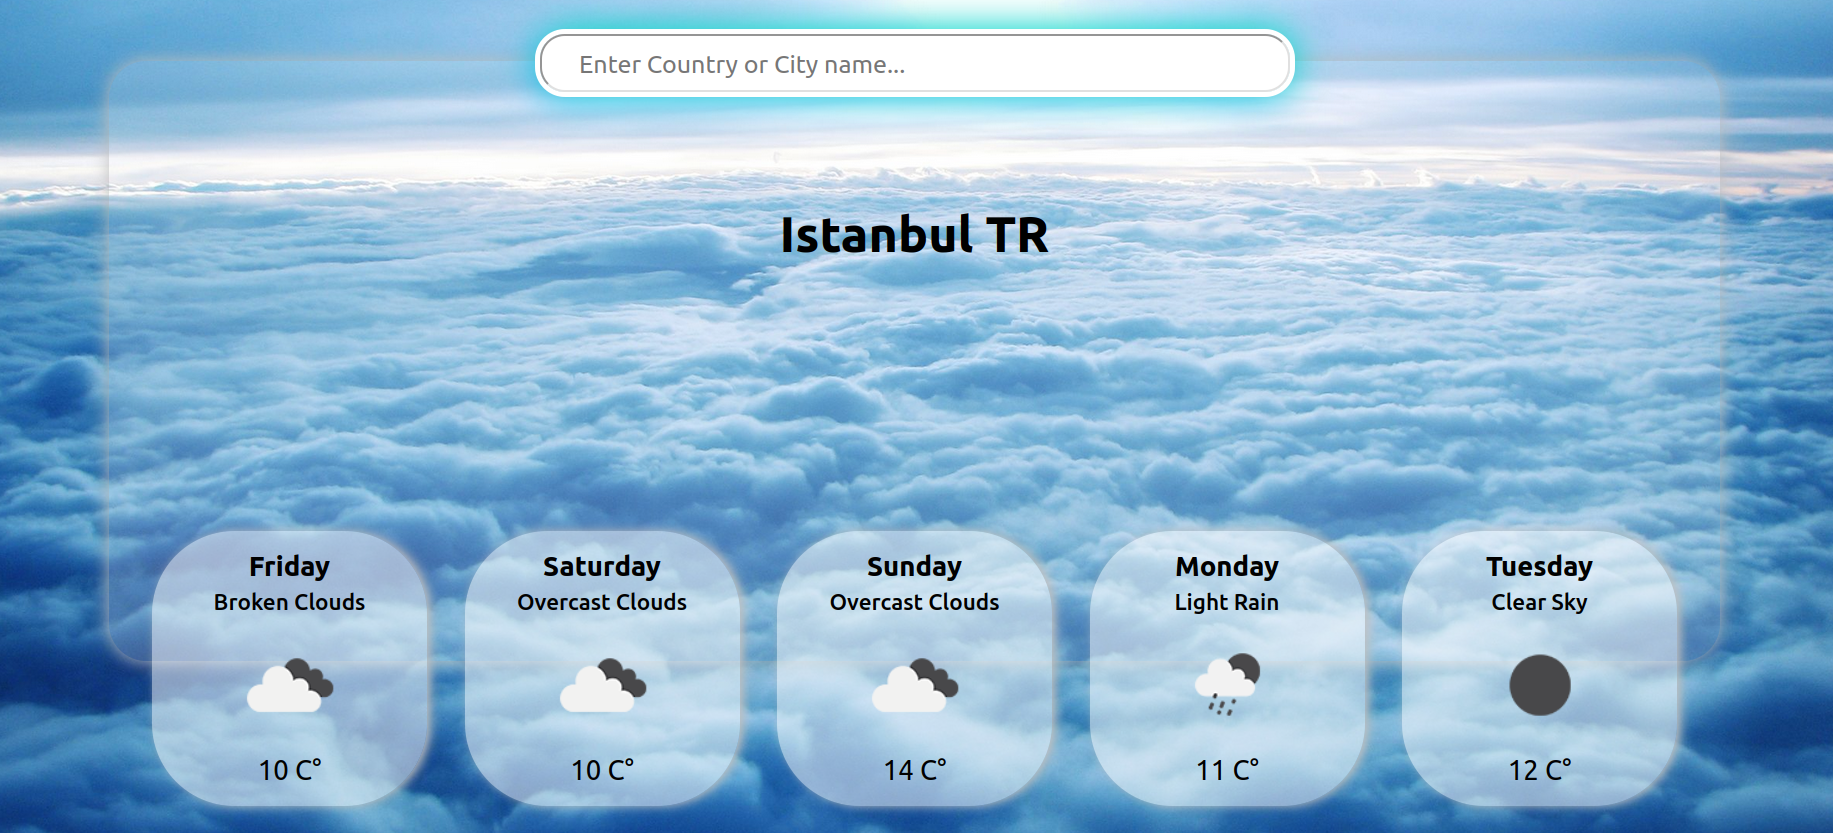 Enter Country or City name...
Istanbul TR
Friday
Broken Clouds
10 C°
Saturday
Overcast Clouds
10 C°
Sunday
Overcast Clouds
14 C°
Monday
Light Rain
11 C°
Tuesday
Clear Sky
12 C°